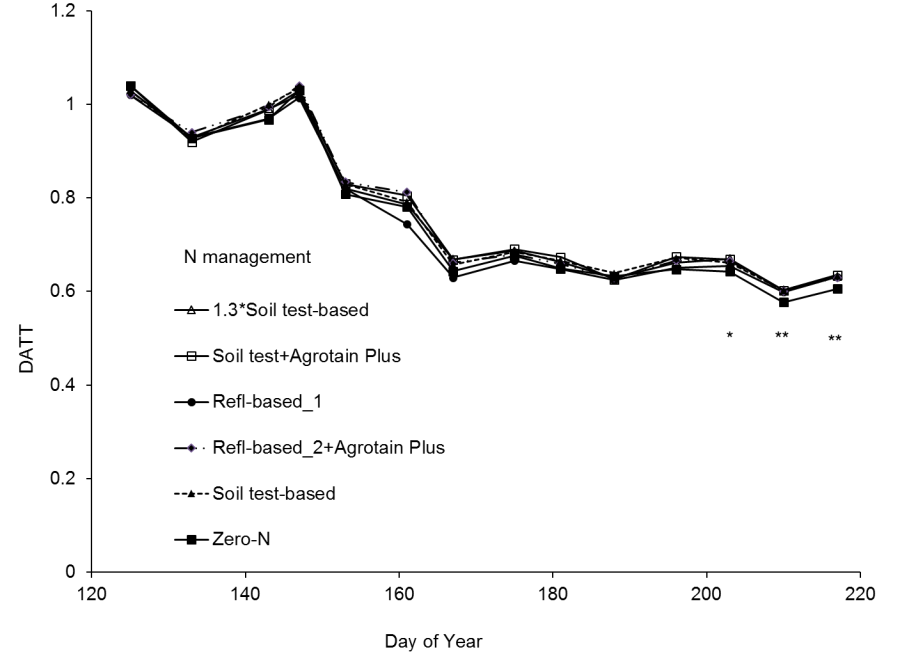 1.2
1
0.8
0.6
0.4
0.2
0
DATT
N management
1.3*Soil test-based
Soil test+Agrotain Plus
Refl-based_1
Refl-based_2+Agrotain Plus
Soil test-based
Zero-N
* ** **
120 140 160 180 200 220
Day of Year